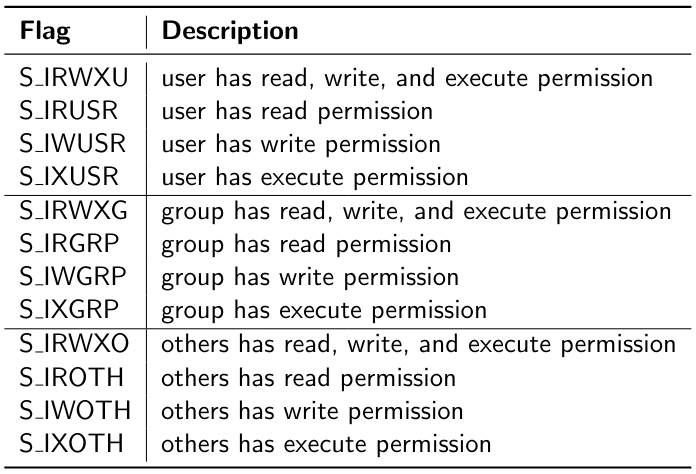 Flag Description
S_IRWXU user has read, write, and execute permission
S_IRUSR user has read permission
S_IWUSR user has write permission
S_IXUSR user has execute permission
S_IRWXG group has read, write, and execute permission
S_IRGRP group has read permission
S_IWGRP group has write permission
S_IXGRP group has execute permission
S_IRWXO others has read, write, and execute permission
S_IROTH others has read permission
S_IWOTH others has write permission
S_IXOTH others has execute permission